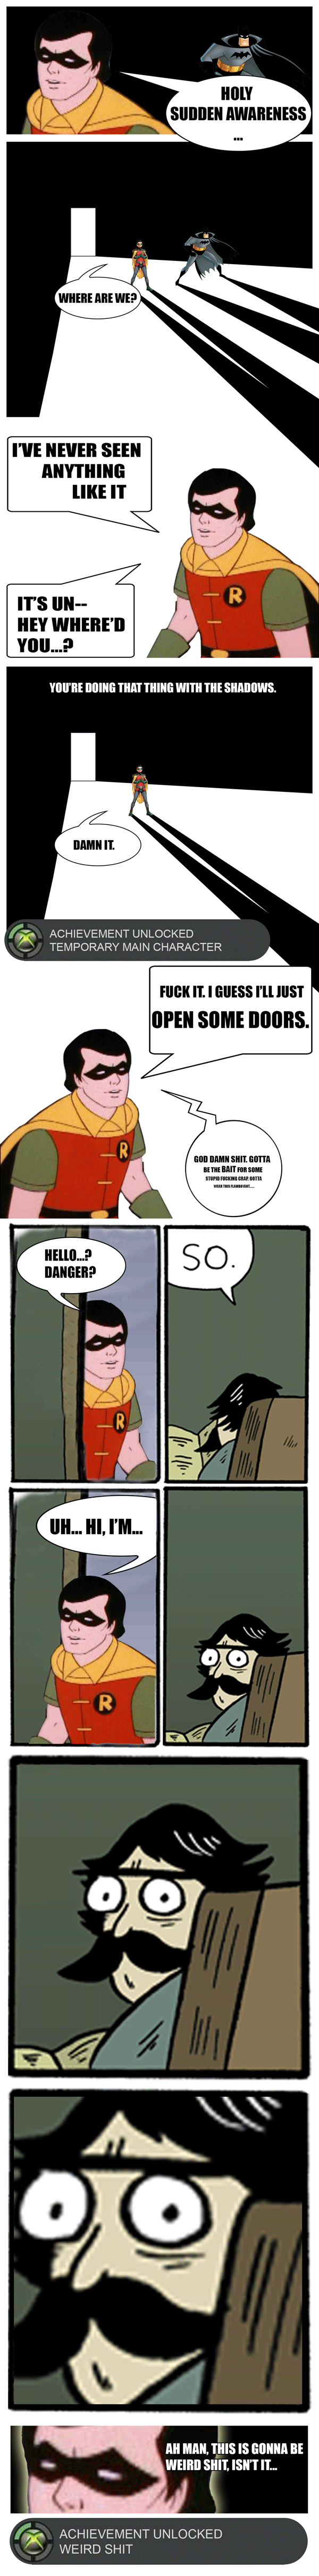 HOLY
SUDDEN AWARENESS
...
WHERE ARE WE?
I'VE NEVER SEEN
ANYTHING
LIKE IT
R
IT'S UN--
HEY WHERE'D
YOU...?
YOU'RE DOING THAT THING WITH THE SHADOWS.
DAMN IT.
ACHIEVEMENT UNLOCKED
TEMPORARY MAIN CHARACTER
FUCK IT. I GUESS I'LL JUST
OPEN SOME DOORS.
R
GOD DAMN SHIT. GOTTA
BE THE BAIT FOR SOME
STUPID FUCKING CRAP. GOTTA
WEAR THIS FLAMBOYANT....
HELLO...?
DANGER?
R
SO.
UH... HI, I'M...
R
AH MAN, THIS IS GONNA BE
WEIRD SHIT, ISN'T IT...
ACHIEVEMENT UNLOCKED
WEIRD SHIT